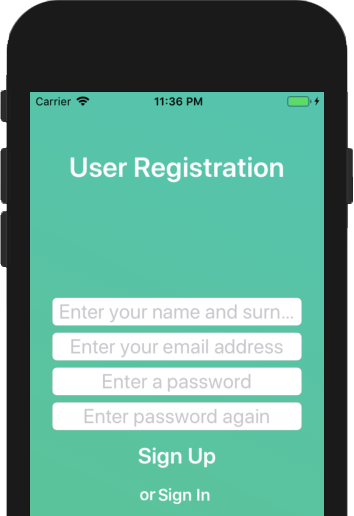 Carrier 11:36 PM
User Registration
Enter your name and surn...
Enter your email address
Enter a password
Enter password again
Sign Up
or Sign In